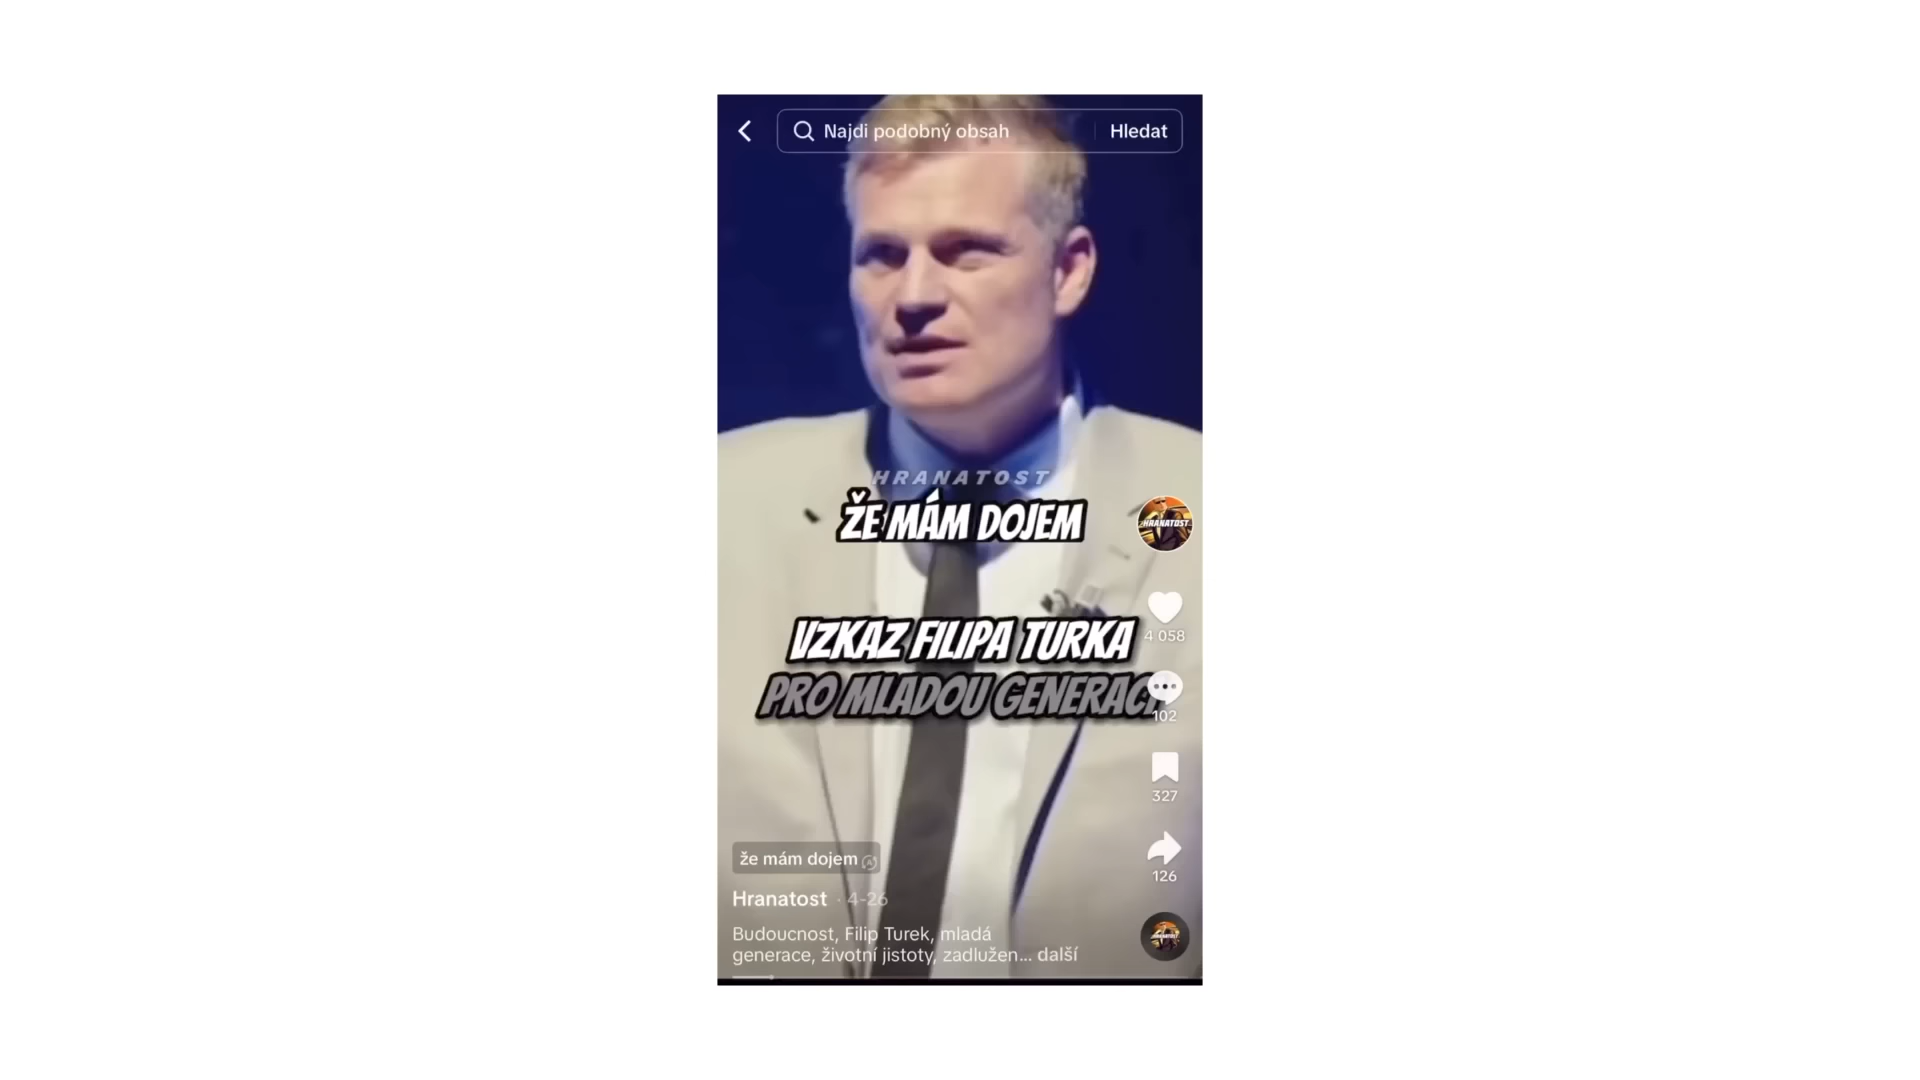 Najdi podobný obsah
Hledat
HRANATOST
ŽE MÁM DOJEM
HRANATOST
VZKAZ FILIPA TURKA
4 058
PRO MLADOU GENERACI
102
327
že mám dojem
126
Hranatost · 4-26
Budoucnost, Filip Turek, mladá
generace, životní jistoty, zadlužen... další